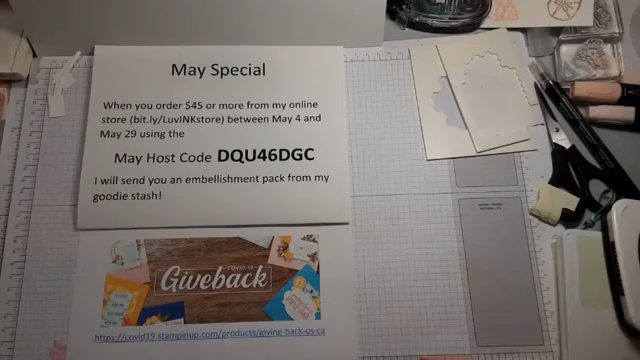 May Special
When you order $45 or more from my online
store (bit.ly/LuvINKstore) between May 4 and
May 29 using the
May Host Code DQU46DGC
I will send you an embellishment pack from my
goodie stash!
COVID-19
Giveback
https://covid19.stampinup.com/products/giving-back-us-ca